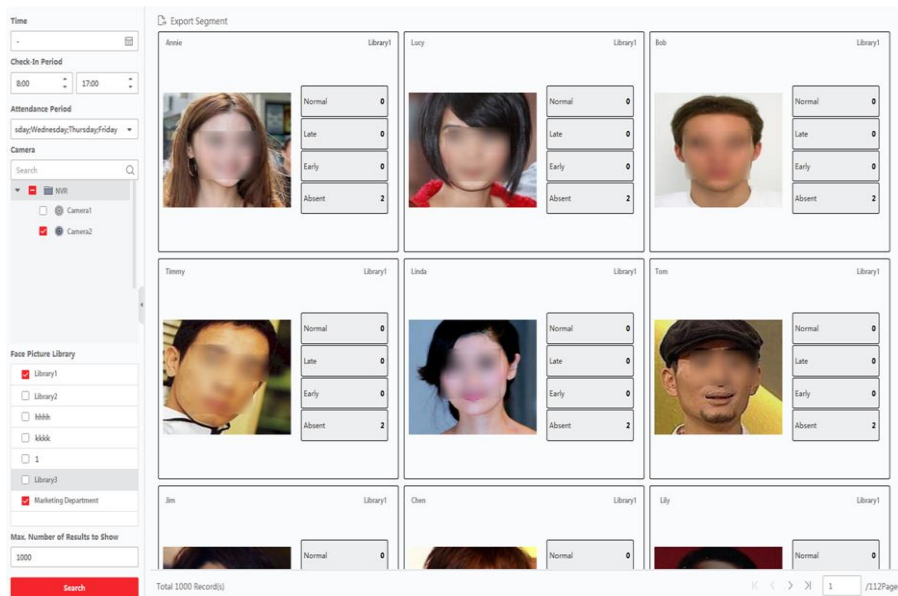 Time
-
Check-In Period
8:00 17:00
Attendance Period
sday;Wednesday;Thursday;Friday
Camera
Search
NVR
Camera1
Camera2
Face Picture Library
Library1
Library2
hhhh
kkkk
1
Library3
Marketing Department
Max. Number of Results to Show
1000
Search
Export Segment
Annie Library1
Normal 0
Late 0
Early 0
Absent 2
Lucy Library1
Normal 0
Late 0
Early 0
Absent 2
Bob Library1
Normal 0
Late 0
Early 0
Absent 2
Timmy Library1
Normal 0
Late 0
Early 0
Absent 2
Linda Library1
Normal 0
Late 0
Early 0
Absent 2
Tom Library1
Normal 0
Late 0
Early 0
Absent 2
Jim Library1
Normal 0
Chen Library1
Normal 0
Lily Library1
Normal 0
Total 1000 Record(s)
1 /112Page